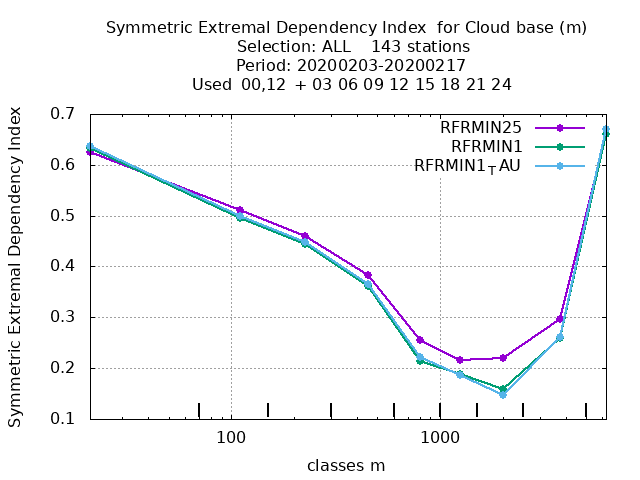 Symmetric Extremal Dependency Index for Cloud base (m)
Selection: ALL 143 stations
Period: 20200203-20200217
Used 00,12 + 03 06 09 12 15 18 21 24
Symmetric Extremal Dependency Index
0.7
0.6
0.5
0.4
0.3
0.2
0.1
RFRMIN25
RFRMIN1
RFRMIN1TAU
100
1000
classes m